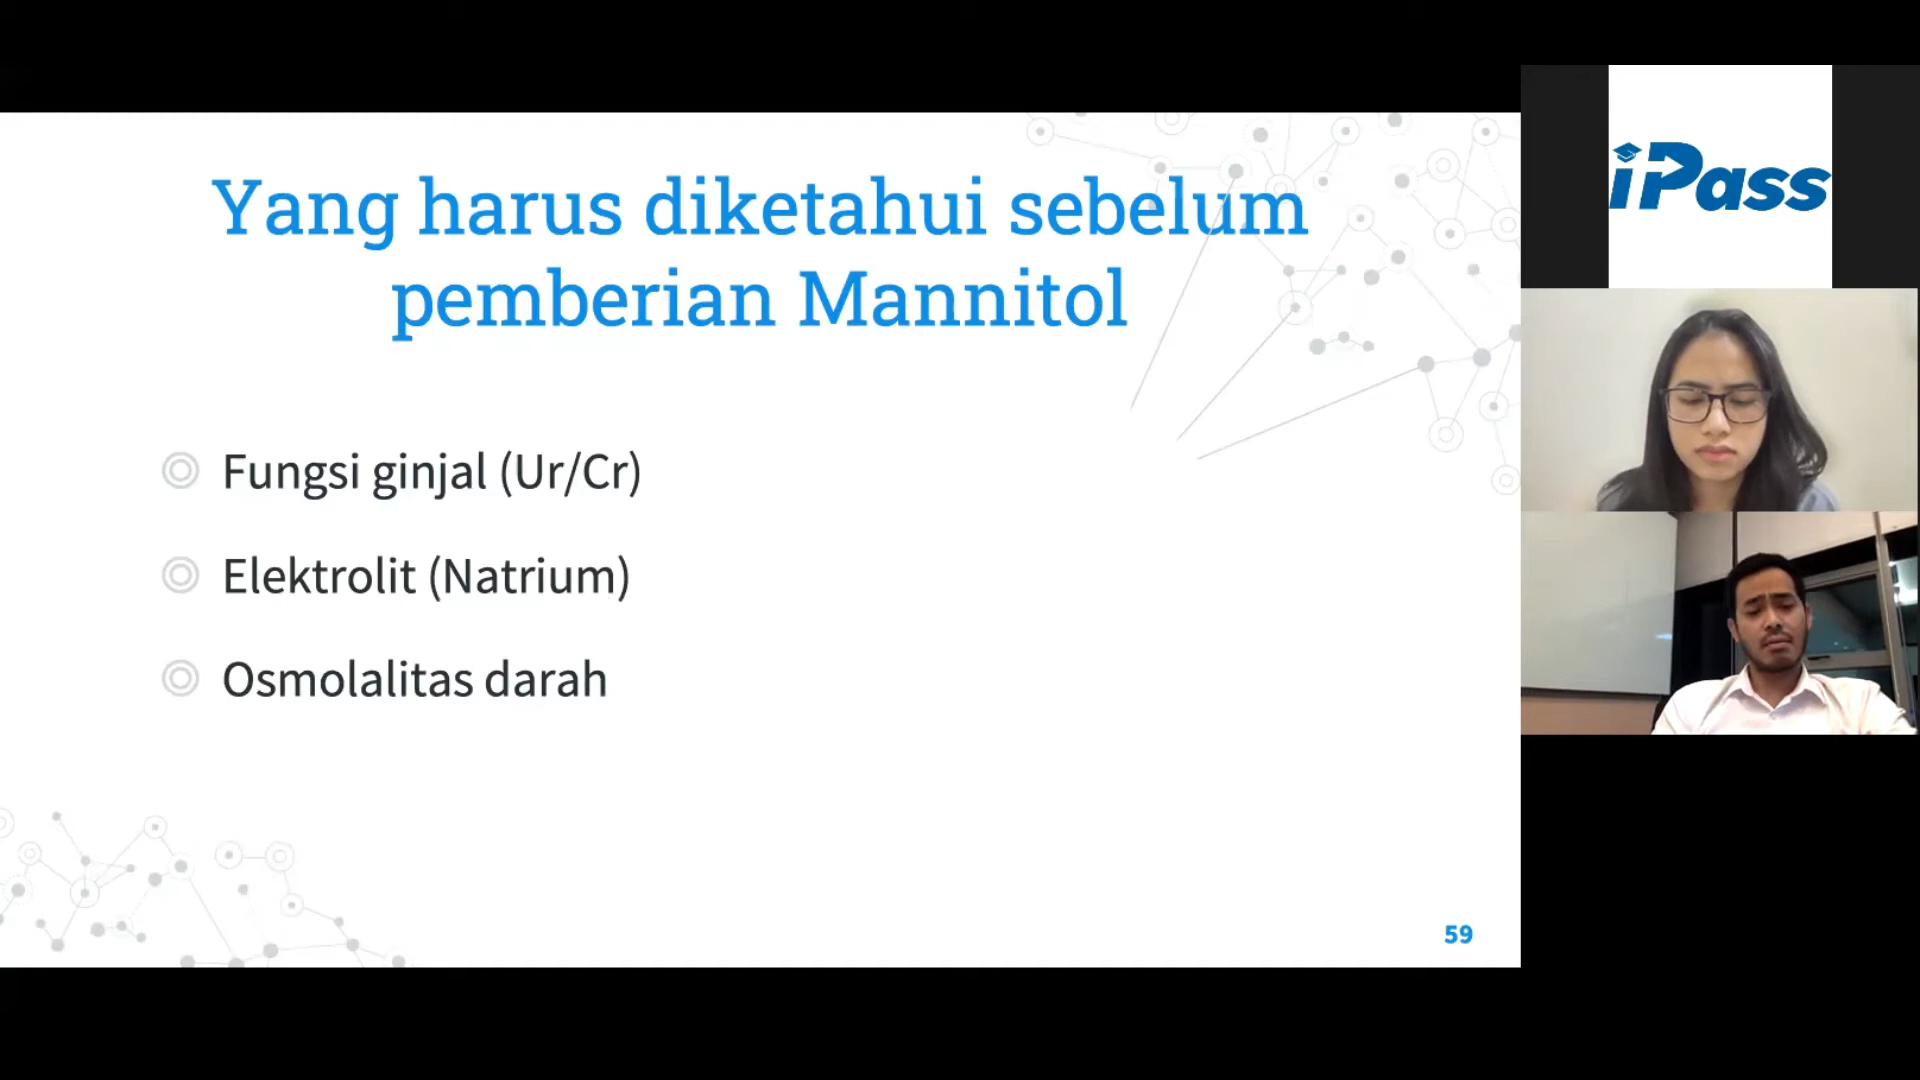 Yang harus diketahui sebelum
pemberian Mannitol
Fungsi ginjal (Ur/Cr)
Elektrolit (Natrium)
Osmolalitas darah
59
iPass